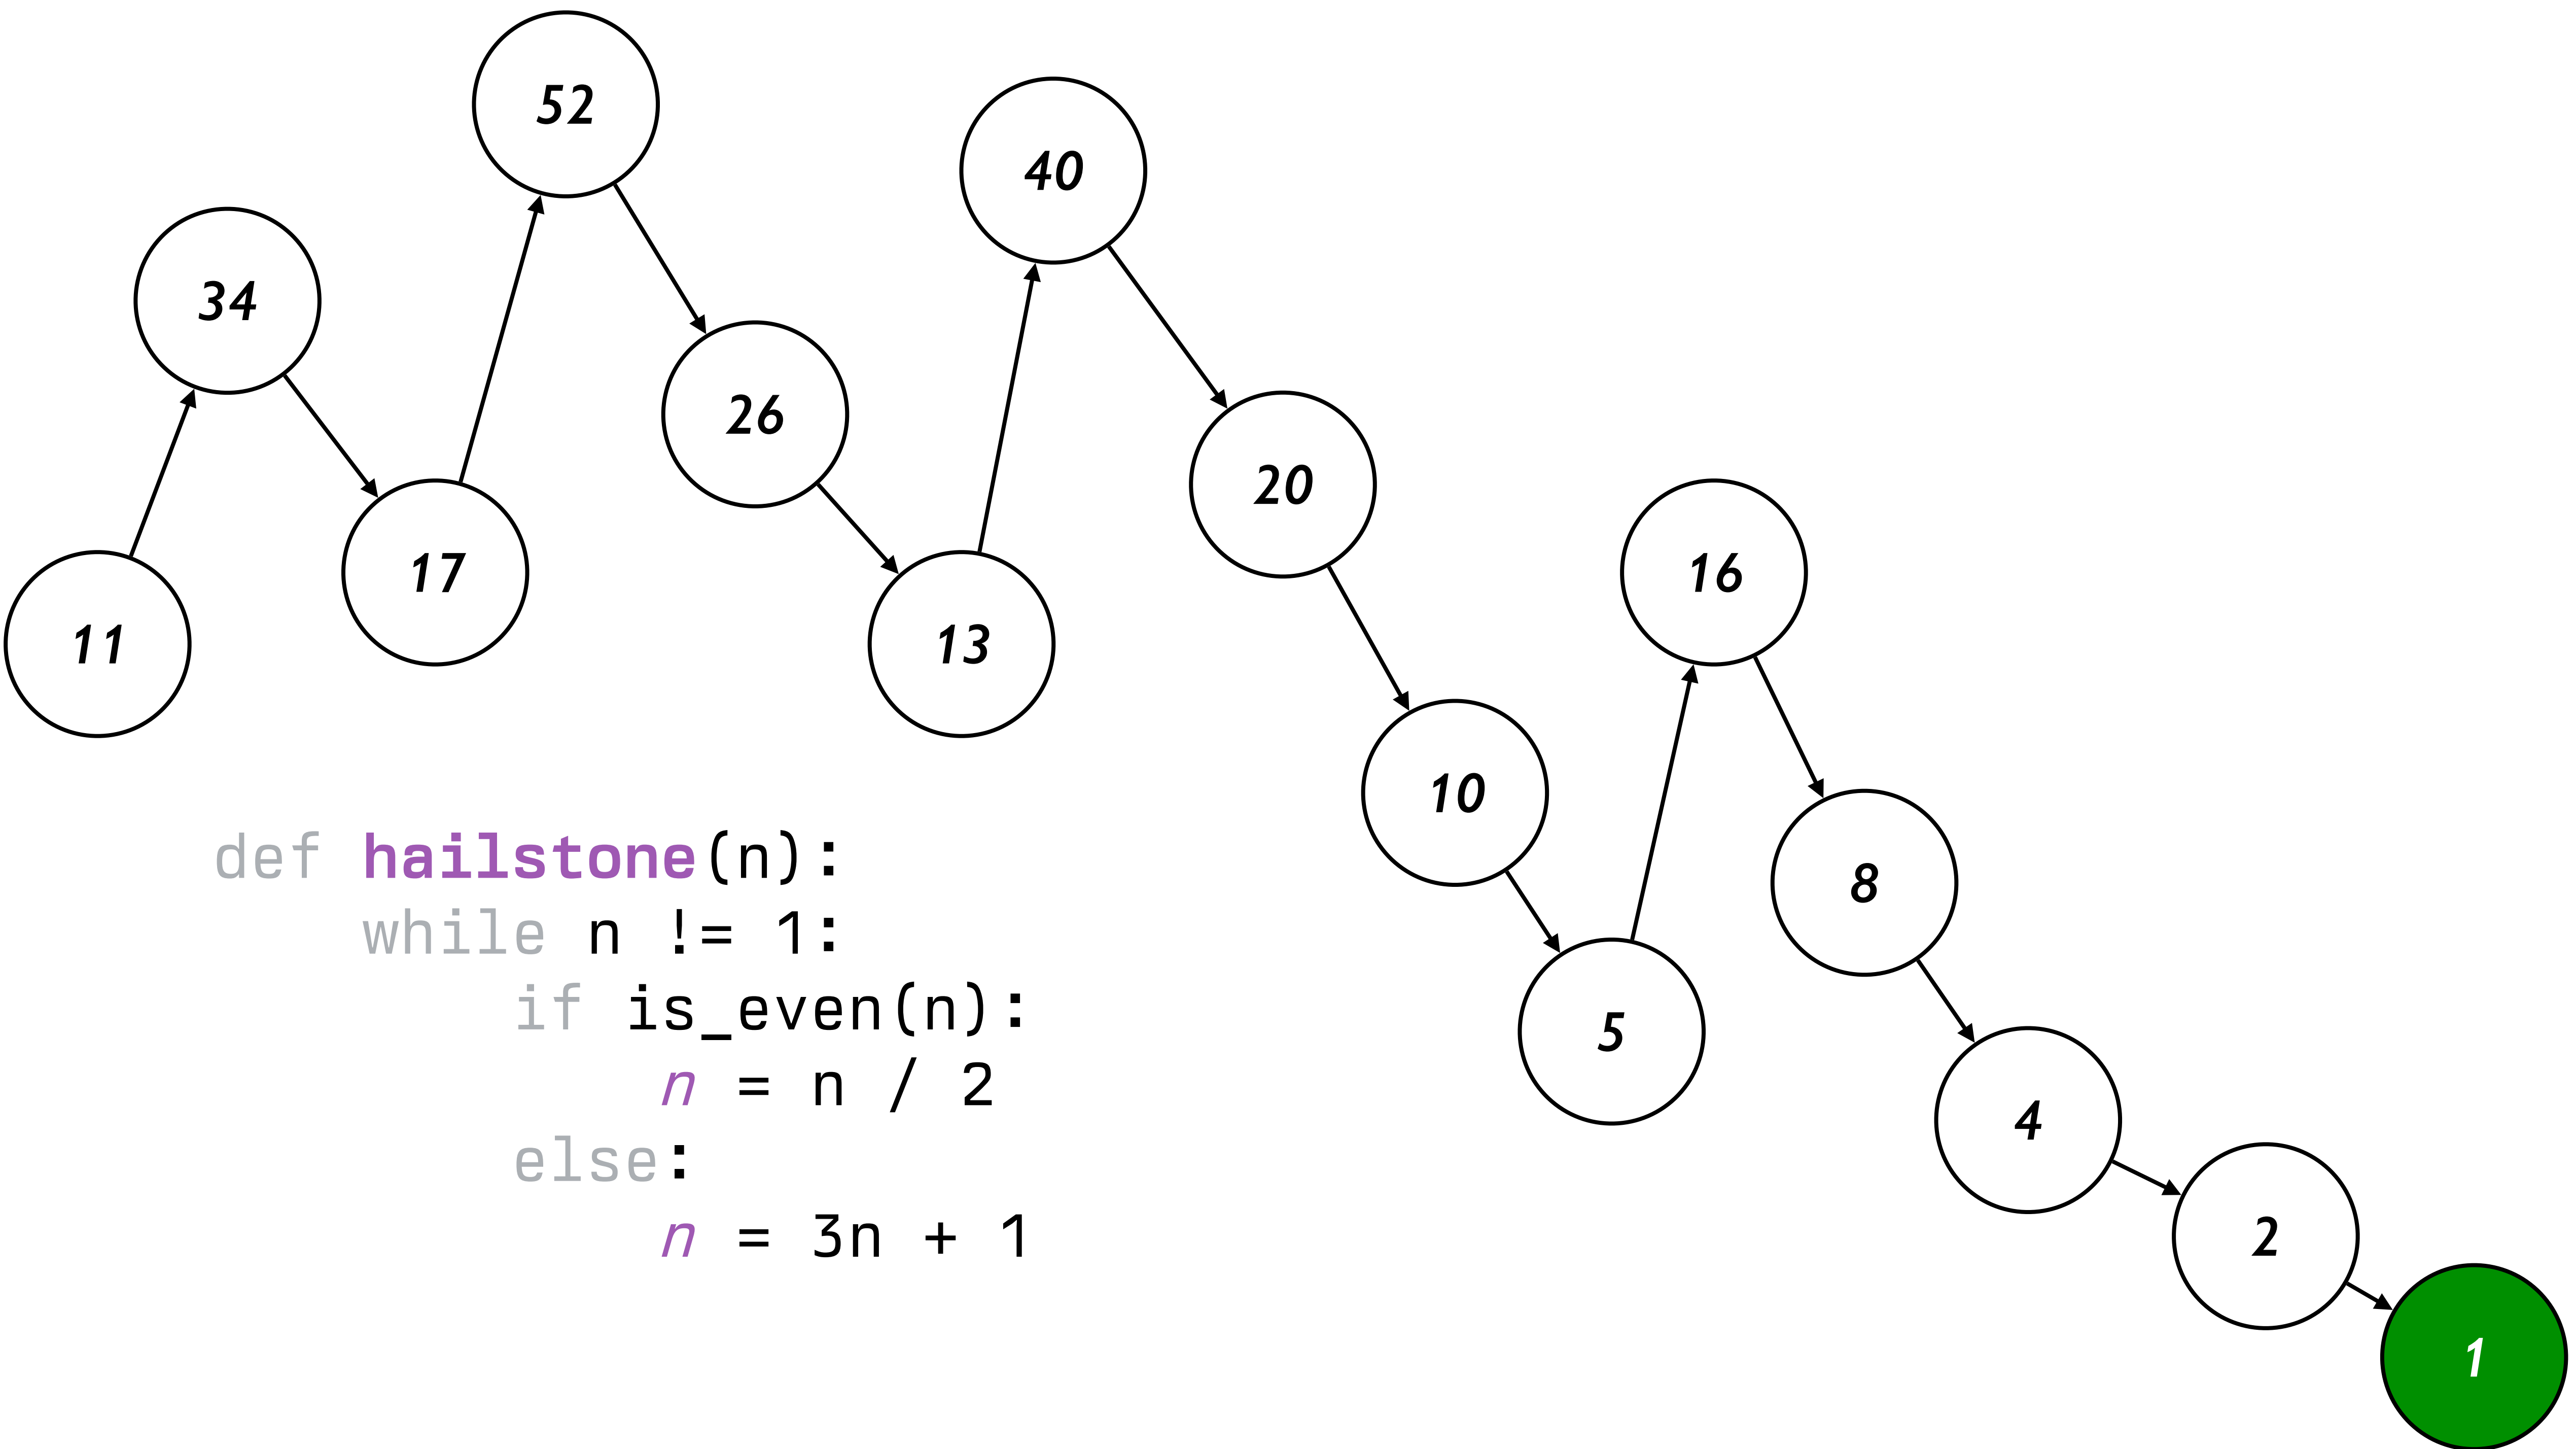 11
34
17
52
26
13
40
20
10
5
16
8
4
2
1
def hailstone(n):
    while n != 1:
        if is_even(n):
            n = n / 2
        else:
            n = 3n + 1